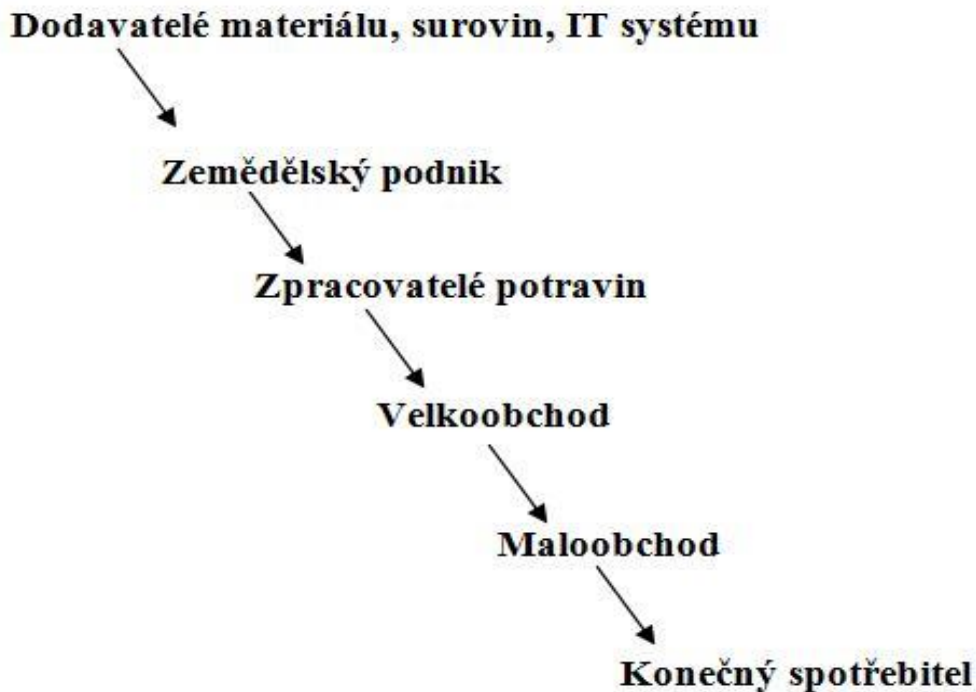 Dodavatelé materiálu, surovin, IT systému
Zemědělský podnik
Zpracovatelé potravin
Velkoobchod
Maloobchod
Konečný spotřebitel